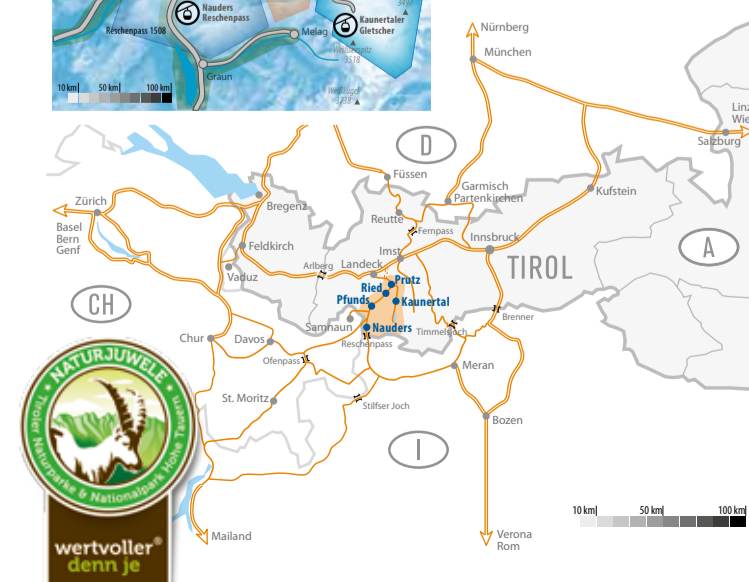 Nauders
Reschenpass
Reschenpass 1508
Kaunertaler
Gletscher
Melag
Weißseespitz
3518
Graun
3738
10 km 50 km 100 km
Nürnberg
München
Linz
Salzburg
D
Füssen
Garmisch
Partenkirchen
Kufstein
Zürich
Basel
Bern
Genf
Bregenz
Reutte
Fernpass
Feldkirch
Imst
Innsbruck
A
Arlberg
Landeck
TIROL
Vaduz
Prutz
Ried
Pfunds
Kaunertal
CH
Samnaun
Nauders
Timmelsjoch
Brenner
Chur
Davos
Reschenpass
Ofenpass
Meran
St. Moritz
Stilfser Joch
Bozen
I
NATURJUWELE
Tiroler Naturparke & Nationalpark Hohe Tauern
10 km 50 km 100 km
Mailand
Verona
Rom
wertvoller®
denn je